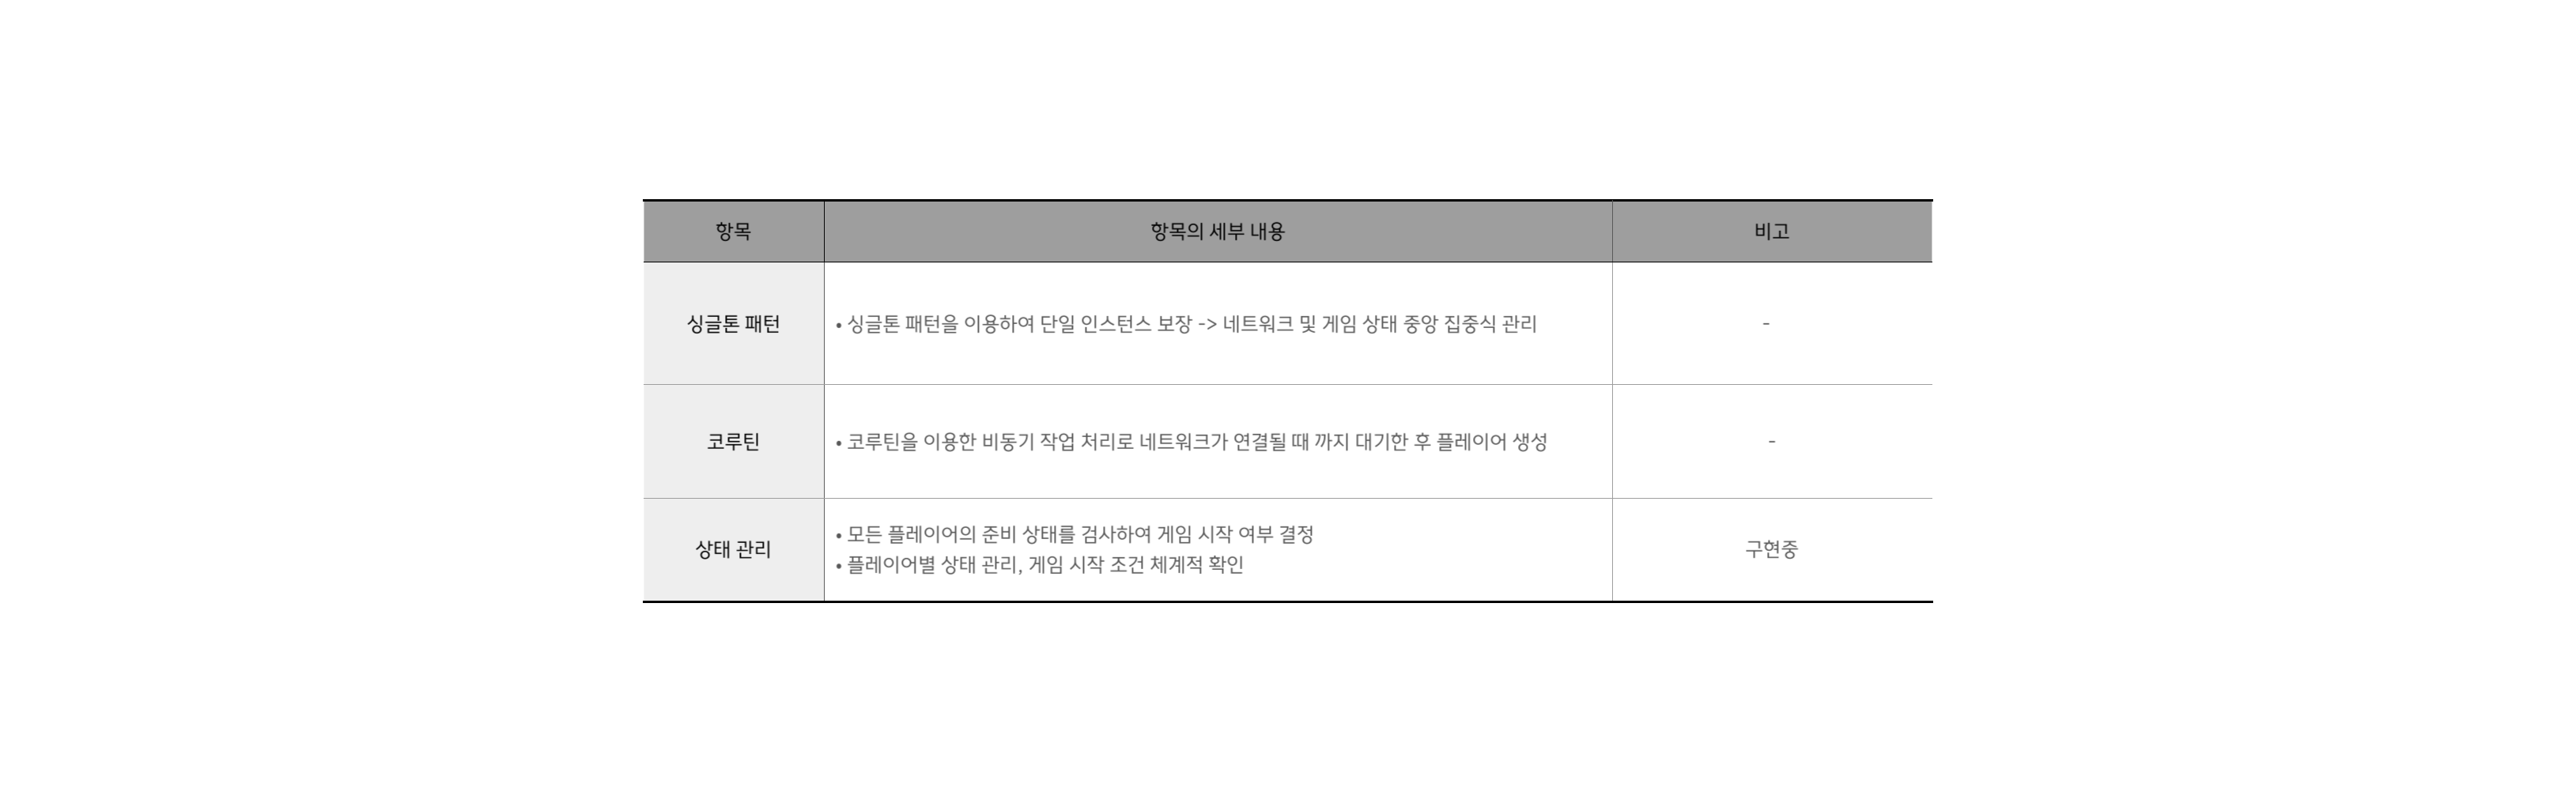 항목 항목의 세부 내용 비고
싱글톤 패턴 • 싱글톤 패턴을 이용하여 단일 인스턴스 보장 -> 네트워크 및 게임 상태 중앙 집중식 관리 -
코루틴 • 코루틴을 이용한 비동기 작업 처리로 네트워크가 연결될 때 까지 대기한 후 플레이어 생성 -
상태 관리 • 모든 플레이어의 준비 상태를 검사하여 게임 시작 여부 결정
• 플레이어별 상태 관리, 게임 시작 조건 체계적 확인 구현중